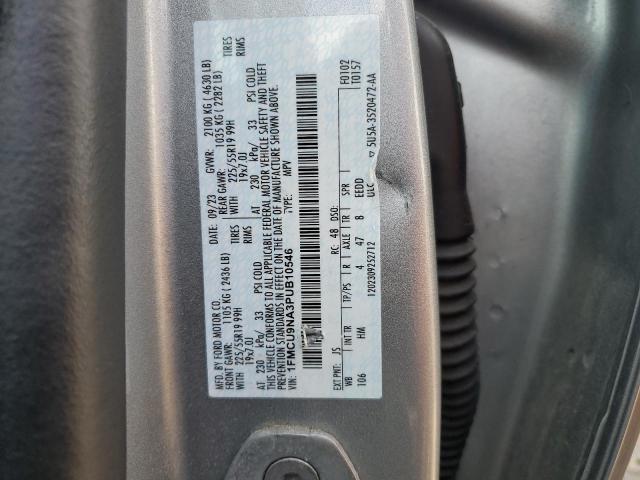 MFD. BY FORD MOTOR CO.
DATE: 09/23 GVWR: 2100 KG ( 4630 LB)
FRONT GAWR: 1105 KG ( 2436 LB) REAR GAWR: 1035 KG ( 2282 LB)
225/55R19 99H TIRES WITH 225/55R19 99H TIRES
19x7.0J RIMS 19x7.0J RIMS
AT 230 kPa/ 33 PSI COLD AT 230 kPa/ 33 PSI COLD
THIS VEHICLE CONFORMS TO ALL APPLICABLE FEDERAL MOTOR VEHICLE SAFETY AND THEFT
PREVENTION STANDARDS IN EFFECT ON THE DATE OF MANUFACTURE SHOWN ABOVE.
VIN: 1FMCU9NA3PUB10546 TYPE: MPV
F0102
T0157
EXT PNT: JS RC: 48 DSO:
WB INT TR TP/PS R AXLE TR SPR
106 HM 4 47 8 EEDD
ULC
1202309252712 5U5A-3520472-AA